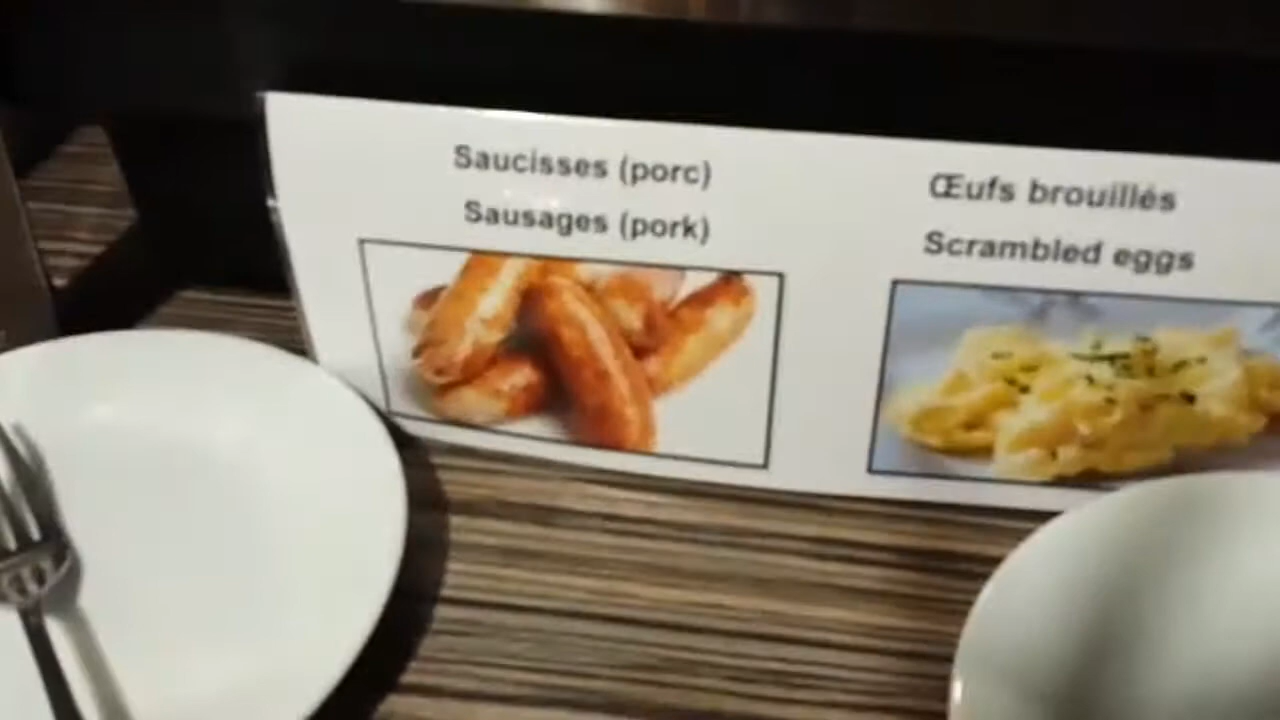 Saucisses (porc)
Sausages (pork)
Œufs brouillés
Scrambled eggs